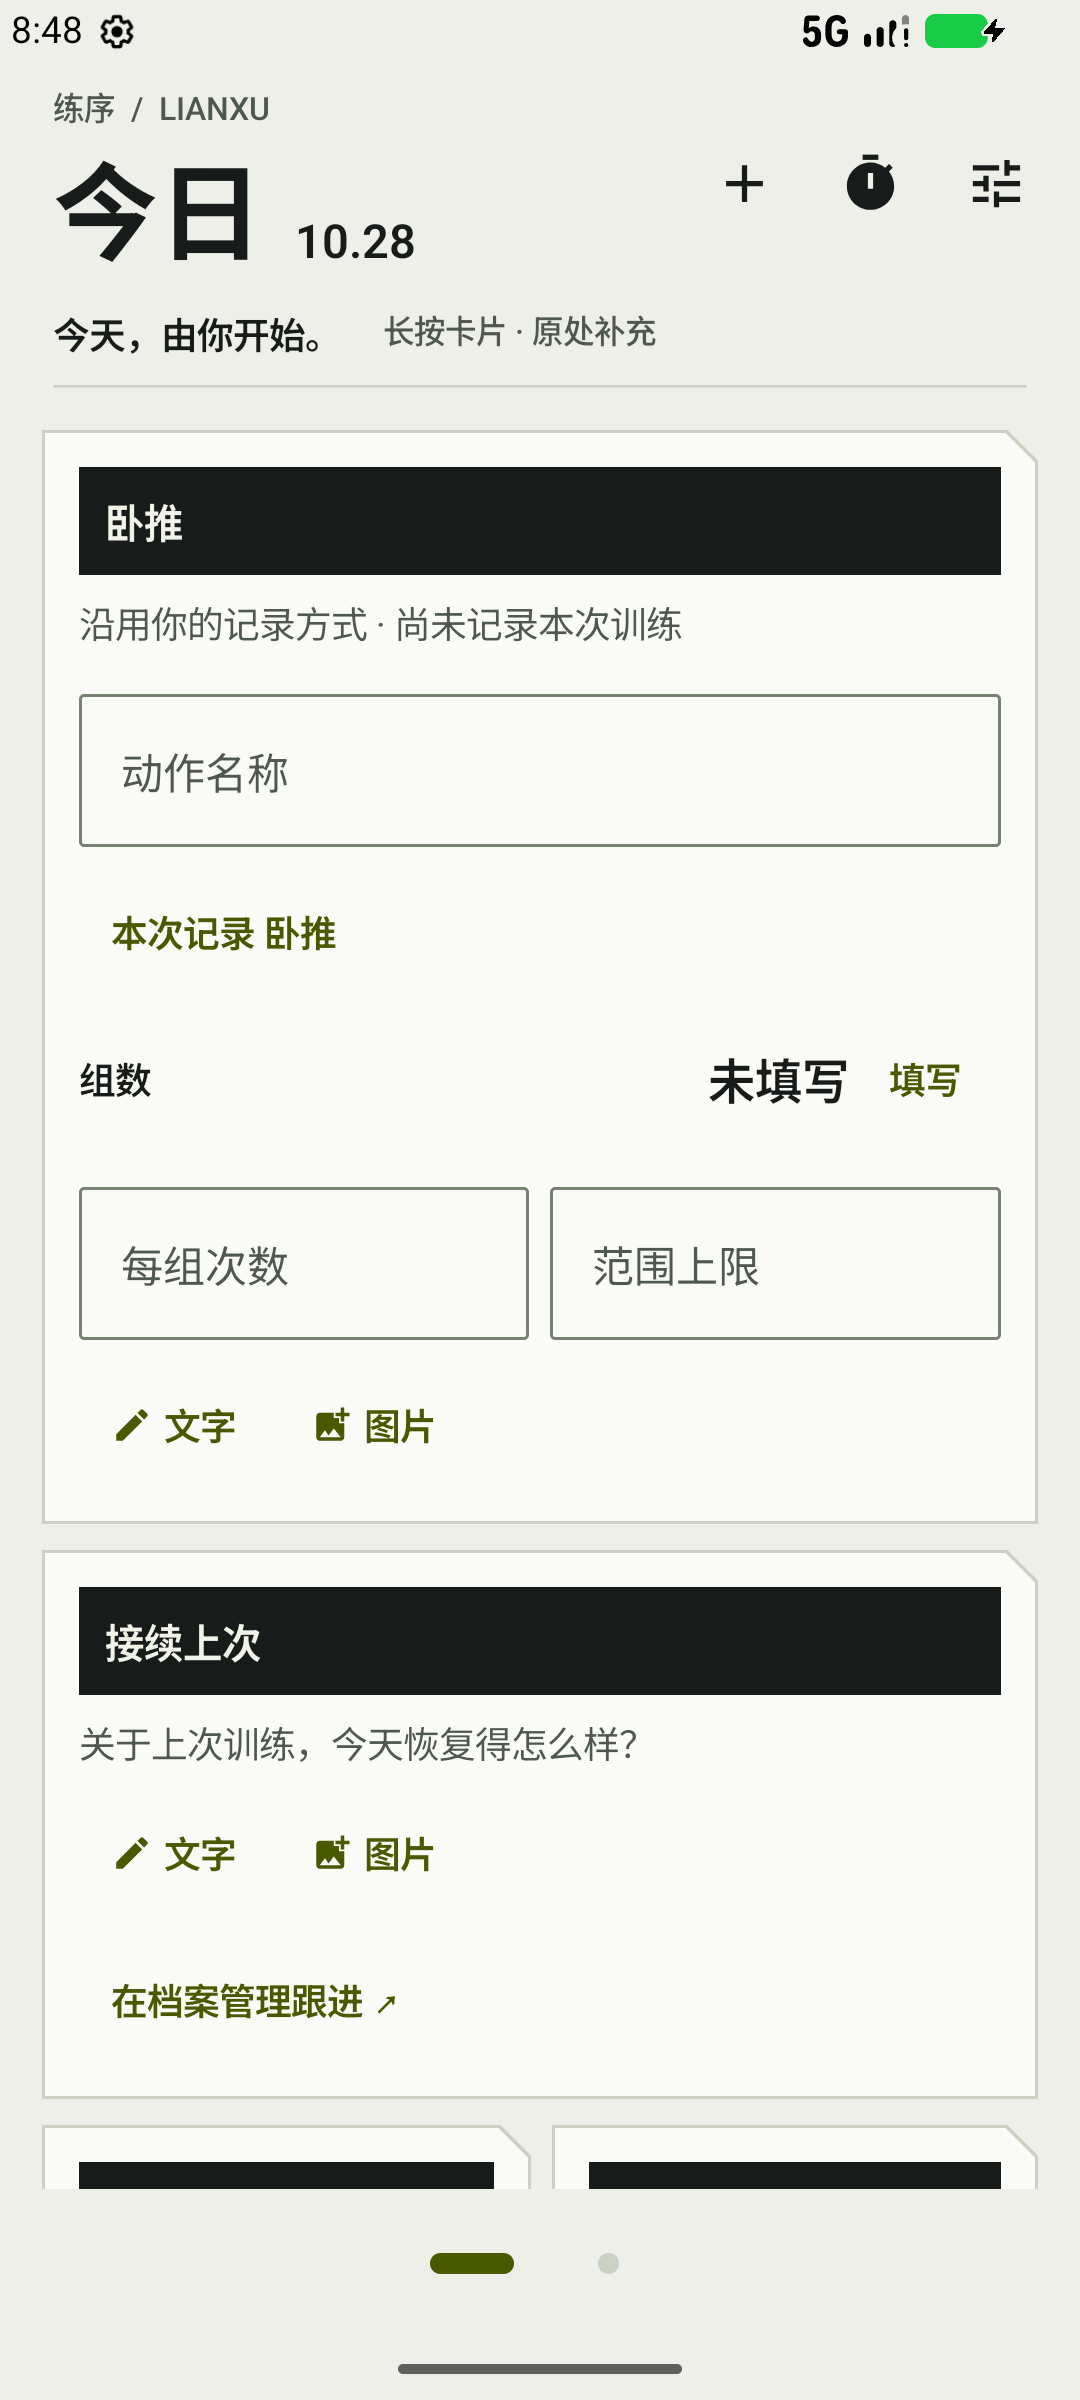 8:48
5G
练序 / LIANXU
今日 10.28
今天，由你开始。 长按卡片 · 原处补充
卧推
沿用你的记录方式 · 尚未记录本次训练
动作名称
本次记录 卧推
组数 未填写 填写
每组次数 范围上限
文字 图片
接续上次
关于上次训练，今天恢复得怎么样？
文字 图片
在档案管理跟进 ↗